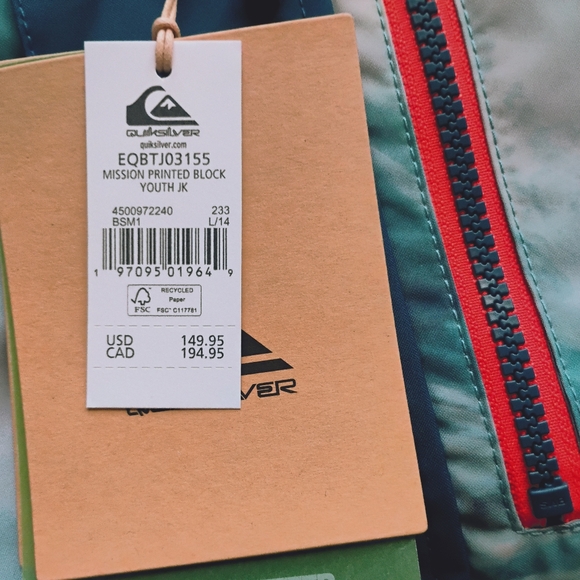 QUIKSILVER
quiksilver.com
EQBTJ03155
MISSION PRINTED BLOCK
YOUTH JK
4500972240 233
BSM1 L/14
1 97095 01964 9
FSC
RECYCLED
Paper
FSC® C117781
USD 149.95
CAD 194.95